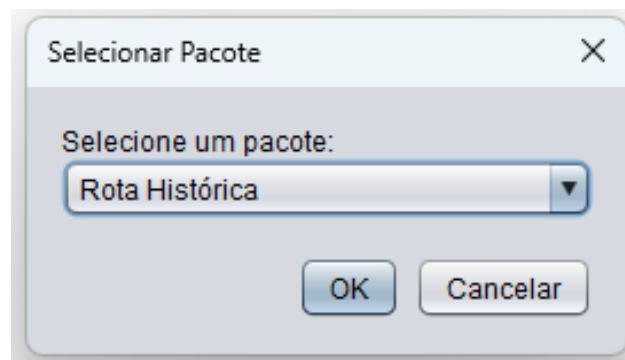 Selecionar Pacote
Selecione um pacote:
Rota Histórica
OK Cancelar